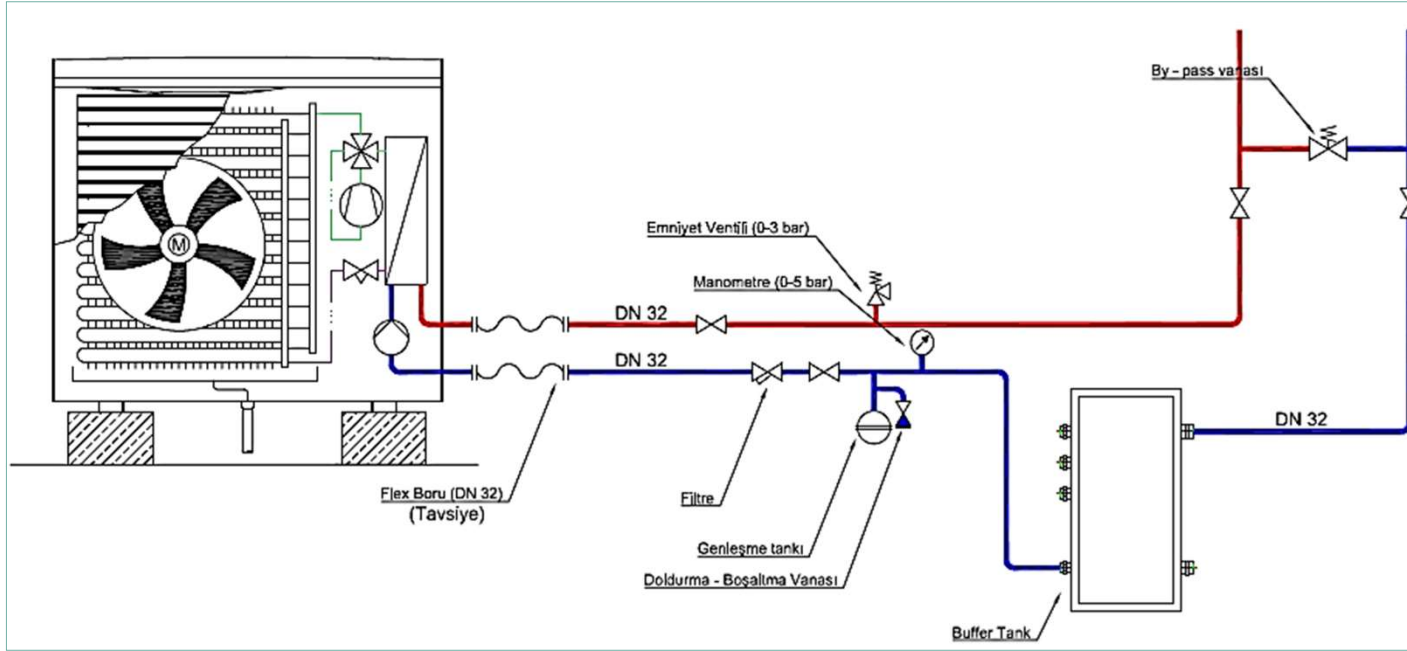 By - pass vanası
Emniyet Ventili (0-3 bar)
Manometre (0-5 bar)
M
DN 32
DN 32
DN 32
Flex Boru (DN 32)
(Tavsiye)
Filtre
Genleşme tankı
Doldurma - Boşaltma Vanası
Buffer Tank